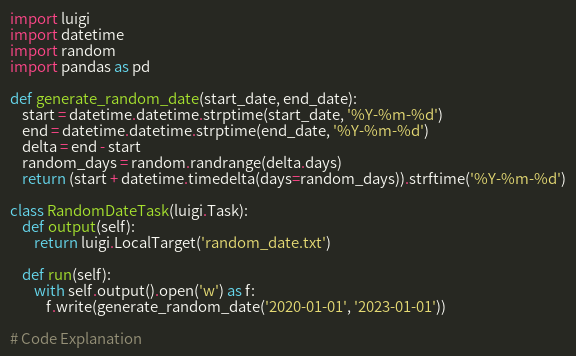 import luigi
import datetime
import random
import pandas as pd

def generate_random_date(start_date, end_date):
    start = datetime.datetime.strptime(start_date, '%Y-%m-%d')
    end = datetime.datetime.strptime(end_date, '%Y-%m-%d')
    delta = end - start
    random_days = random.randrange(delta.days)
    return (start + datetime.timedelta(days=random_days)).strftime('%Y-%m-%d')

class RandomDateTask(luigi.Task):
    def output(self):
        return luigi.LocalTarget('random_date.txt')

    def run(self):
        with self.output().open('w') as f:
            f.write(generate_random_date('2020-01-01', '2023-01-01'))

# Code Explanation